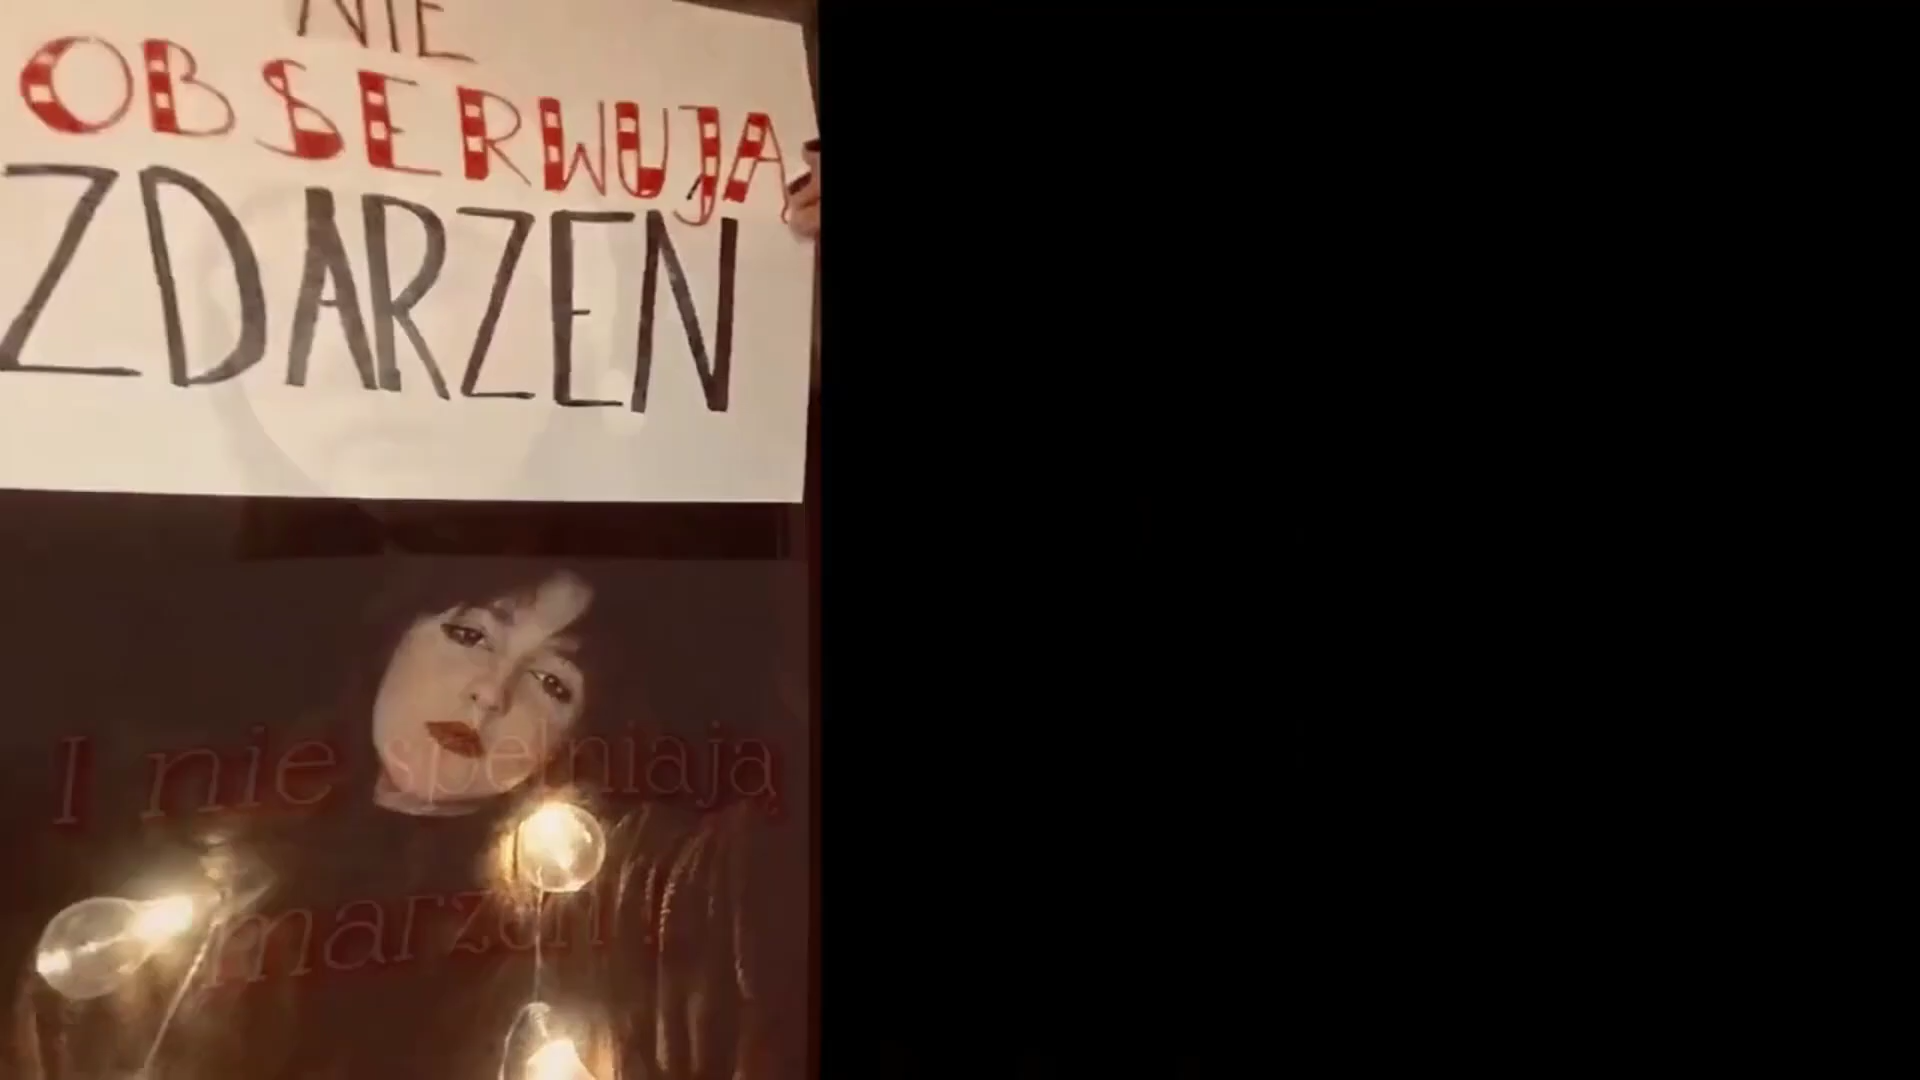 NIE
OBSERWUJĄ
ZDARZEN
I nie spełniają
marzeń!